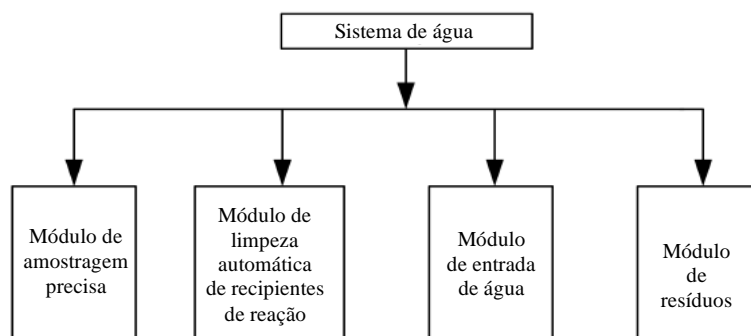 Sistema de água
Módulo de
amostragem
precisa
Módulo de
limpeza
automática
de recipientes
de reação
Módulo
de entrada
de água
Módulo
de
resíduos